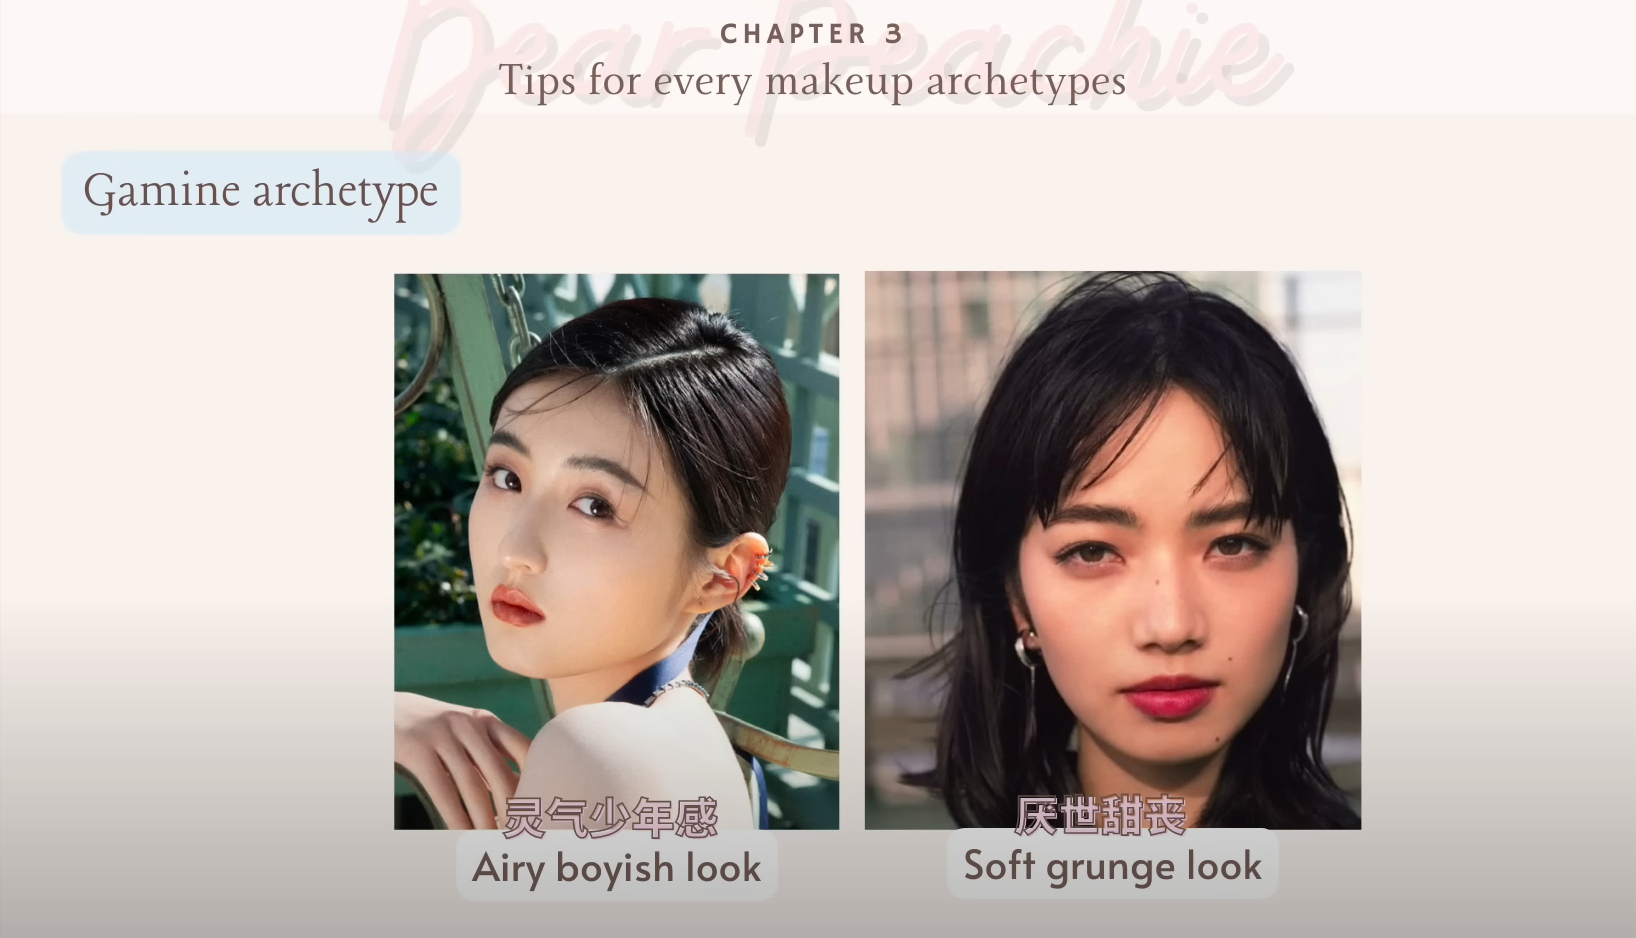 Dear Peachie
CHAPTER 3
Tips for every makeup archetypes
Gamine archetype
灵气少年感
Airy boyish look
厌世甜丧
Soft grunge look